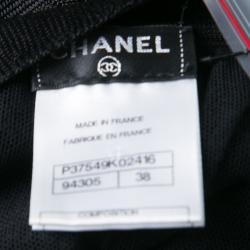 CHANEL
MADE IN FRANCE
FABRIQUE EN FRANCE
P37549K02416
94305 38
COMPOSITION